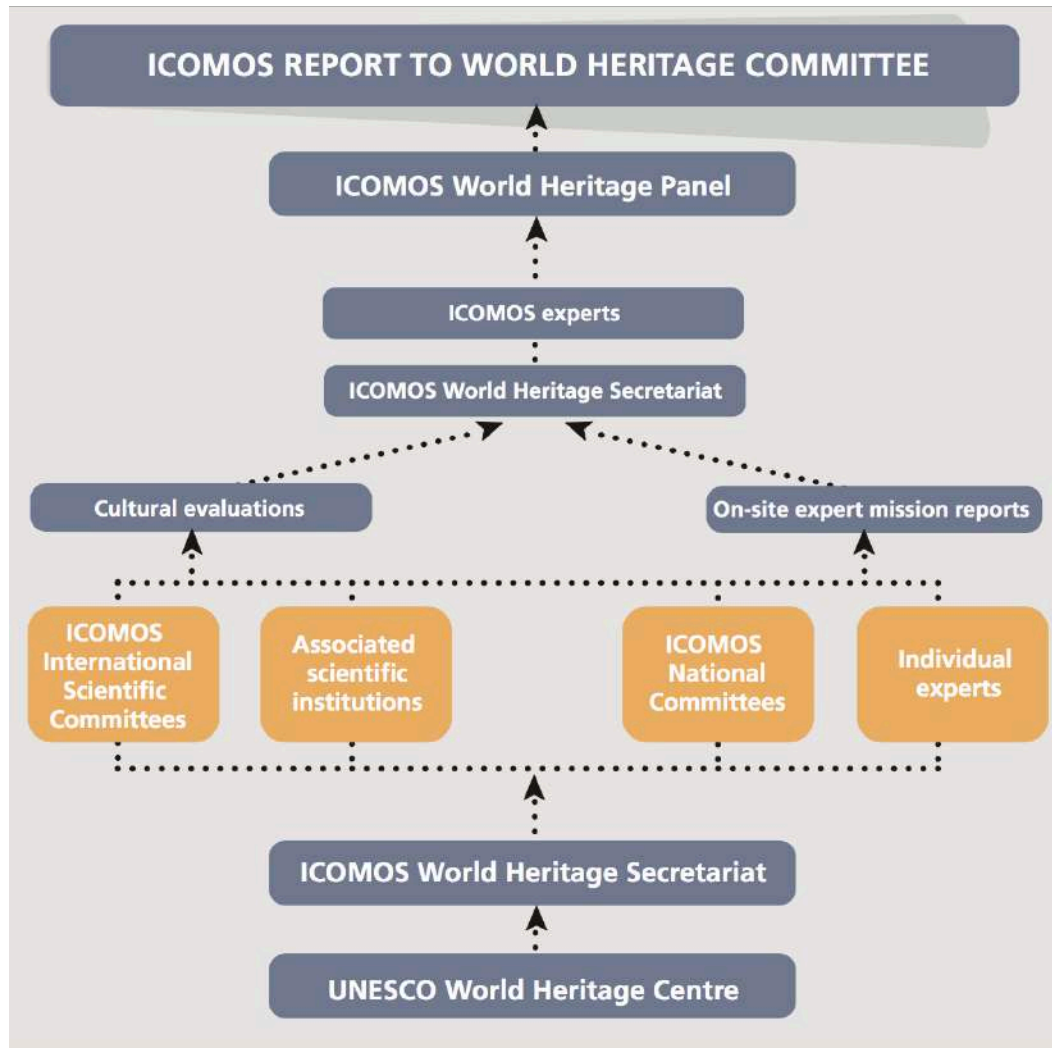 ICOMOS REPORT TO WORLD HERITAGE COMMITTEE
ICOMOS World Heritage Panel
ICOMOS experts
ICOMOS World Heritage Secretariat
Cultural evaluations
On-site expert mission reports
ICOMOS
International
Scientific
Committees
Associated
scientific
institutions
ICOMOS
National
Committees
Individual
experts
ICOMOS World Heritage Secretariat
UNESCO World Heritage Centre